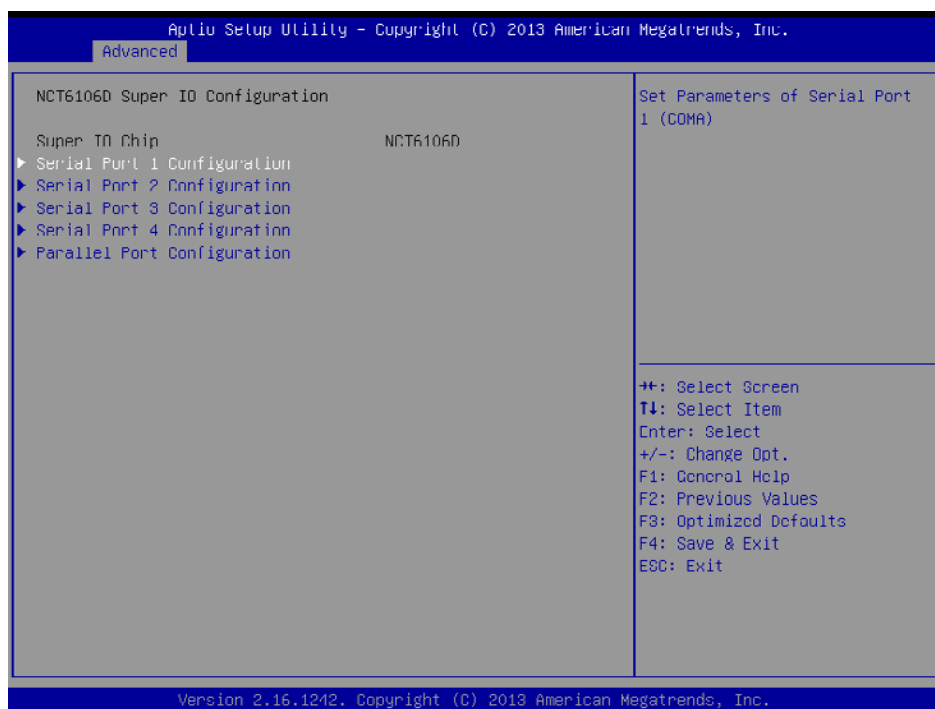 Aptio Setup Utility – Copyright (C) 2013 American Megatrends, Inc.
Advanced
NCT6106D Super IO Configuration
Super IO Chip NCT6106D
Serial Port 1 Configuration
Serial Port 2 Configuration
Serial Port 3 Configuration
Serial Port 4 Configuration
Parallel Port Configuration
Set Parameters of Serial Port
1 (COMA)
→←: Select Screen
↑↓: Select Item
Enter: Select
+/-: Change Opt.
F1: General Help
F2: Previous Values
F3: Optimized Defaults
F4: Save & Exit
ESC: Exit
Version 2.16.1242. Copyright (C) 2013 American Megatrends, Inc.